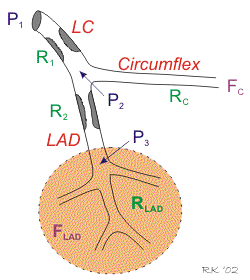 P1
LC
R1
Circumflex
P2
RC
FC
R2
LAD
P3
RLAD
FLAD
RK '02